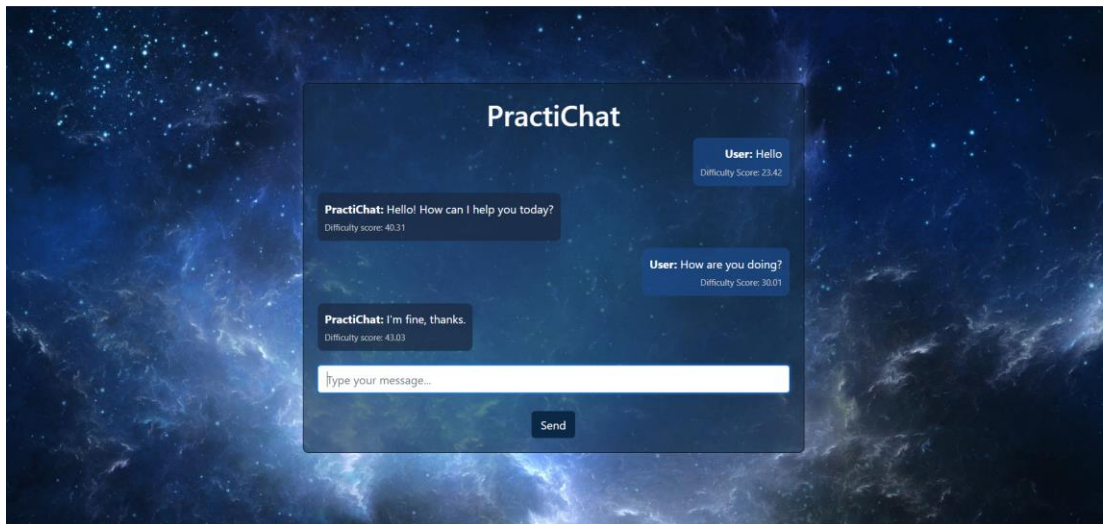 PractiChat
User: Hello
Difficulty Score: 23.42
PractiChat: Hello! How can I help you today?
Difficulty score: 40.31
User: How are you doing?
Difficulty Score: 30.01
PractiChat: I'm fine, thanks.
Difficulty score: 43.03
Type your message...
Send